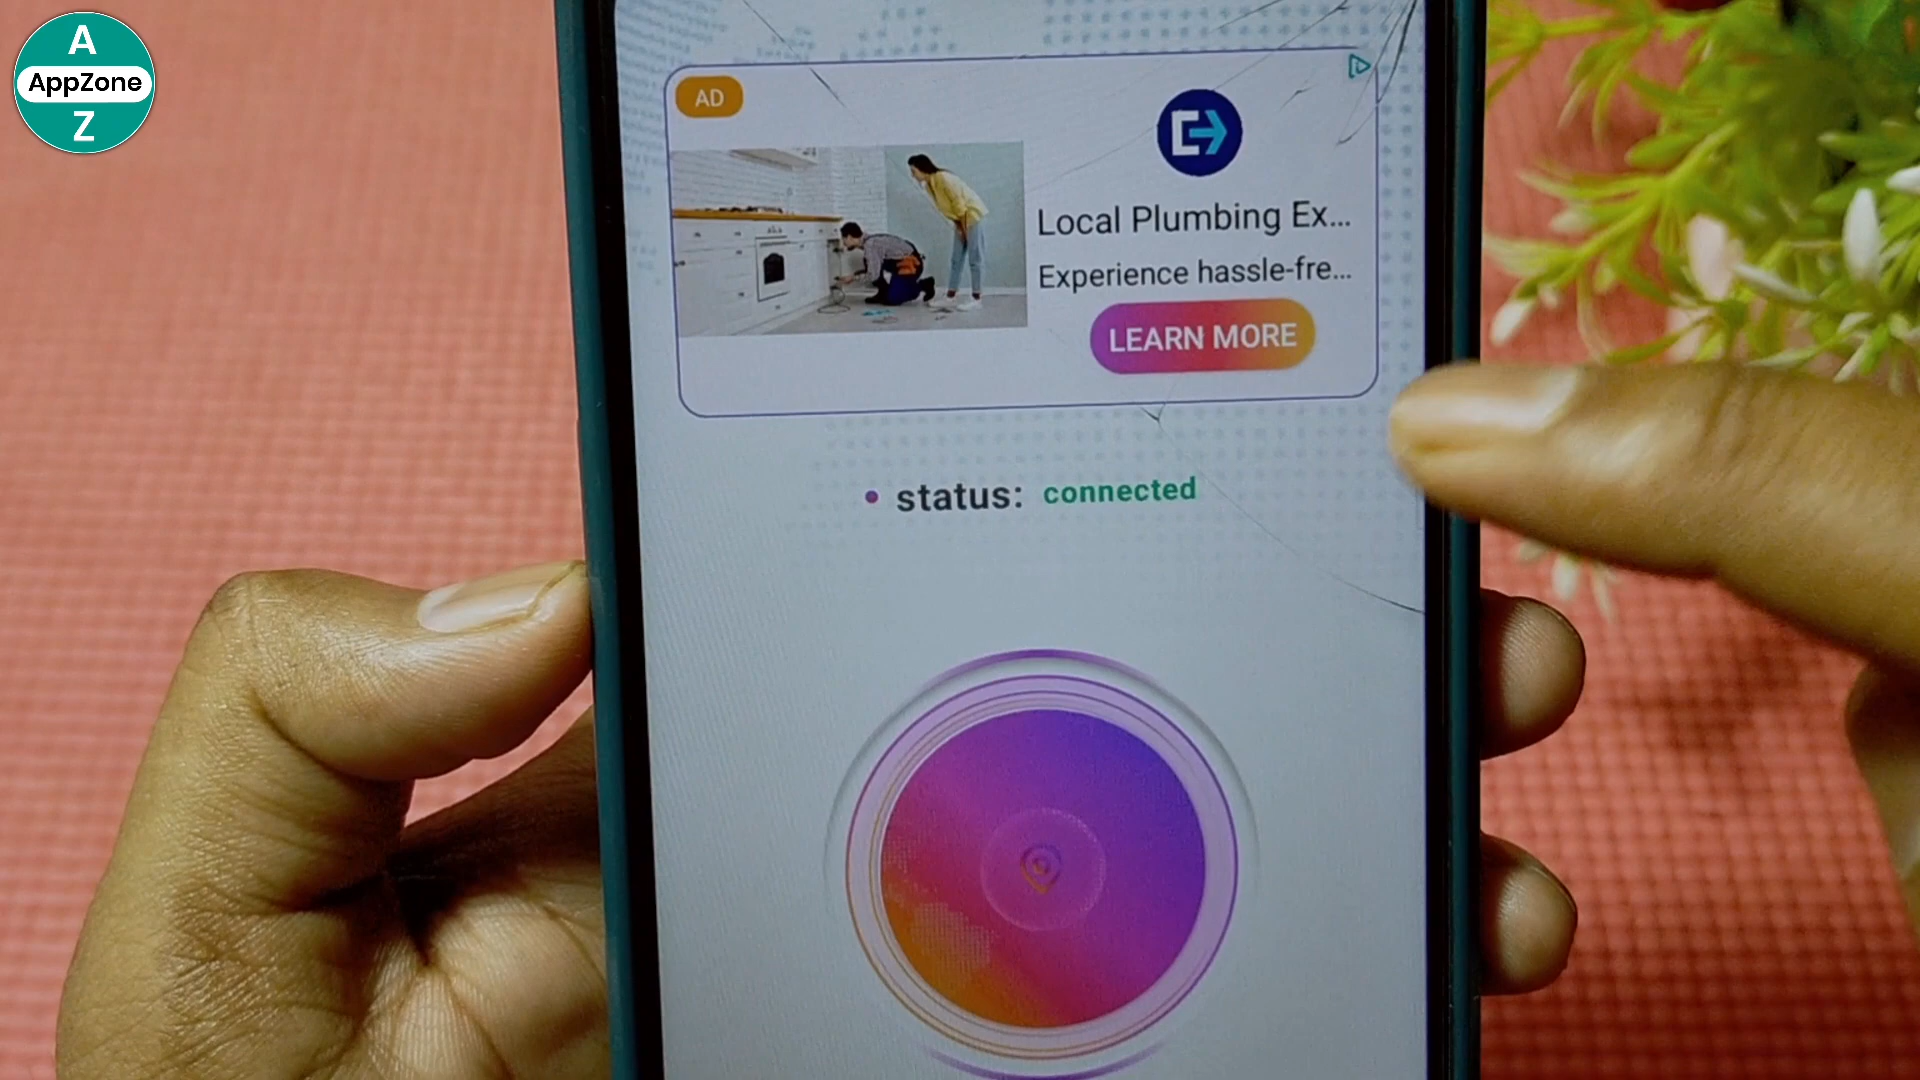 A
AppZone
Z
AD
Local Plumbing Ex...
Experience hassle-fre...
LEARN MORE
status: connected